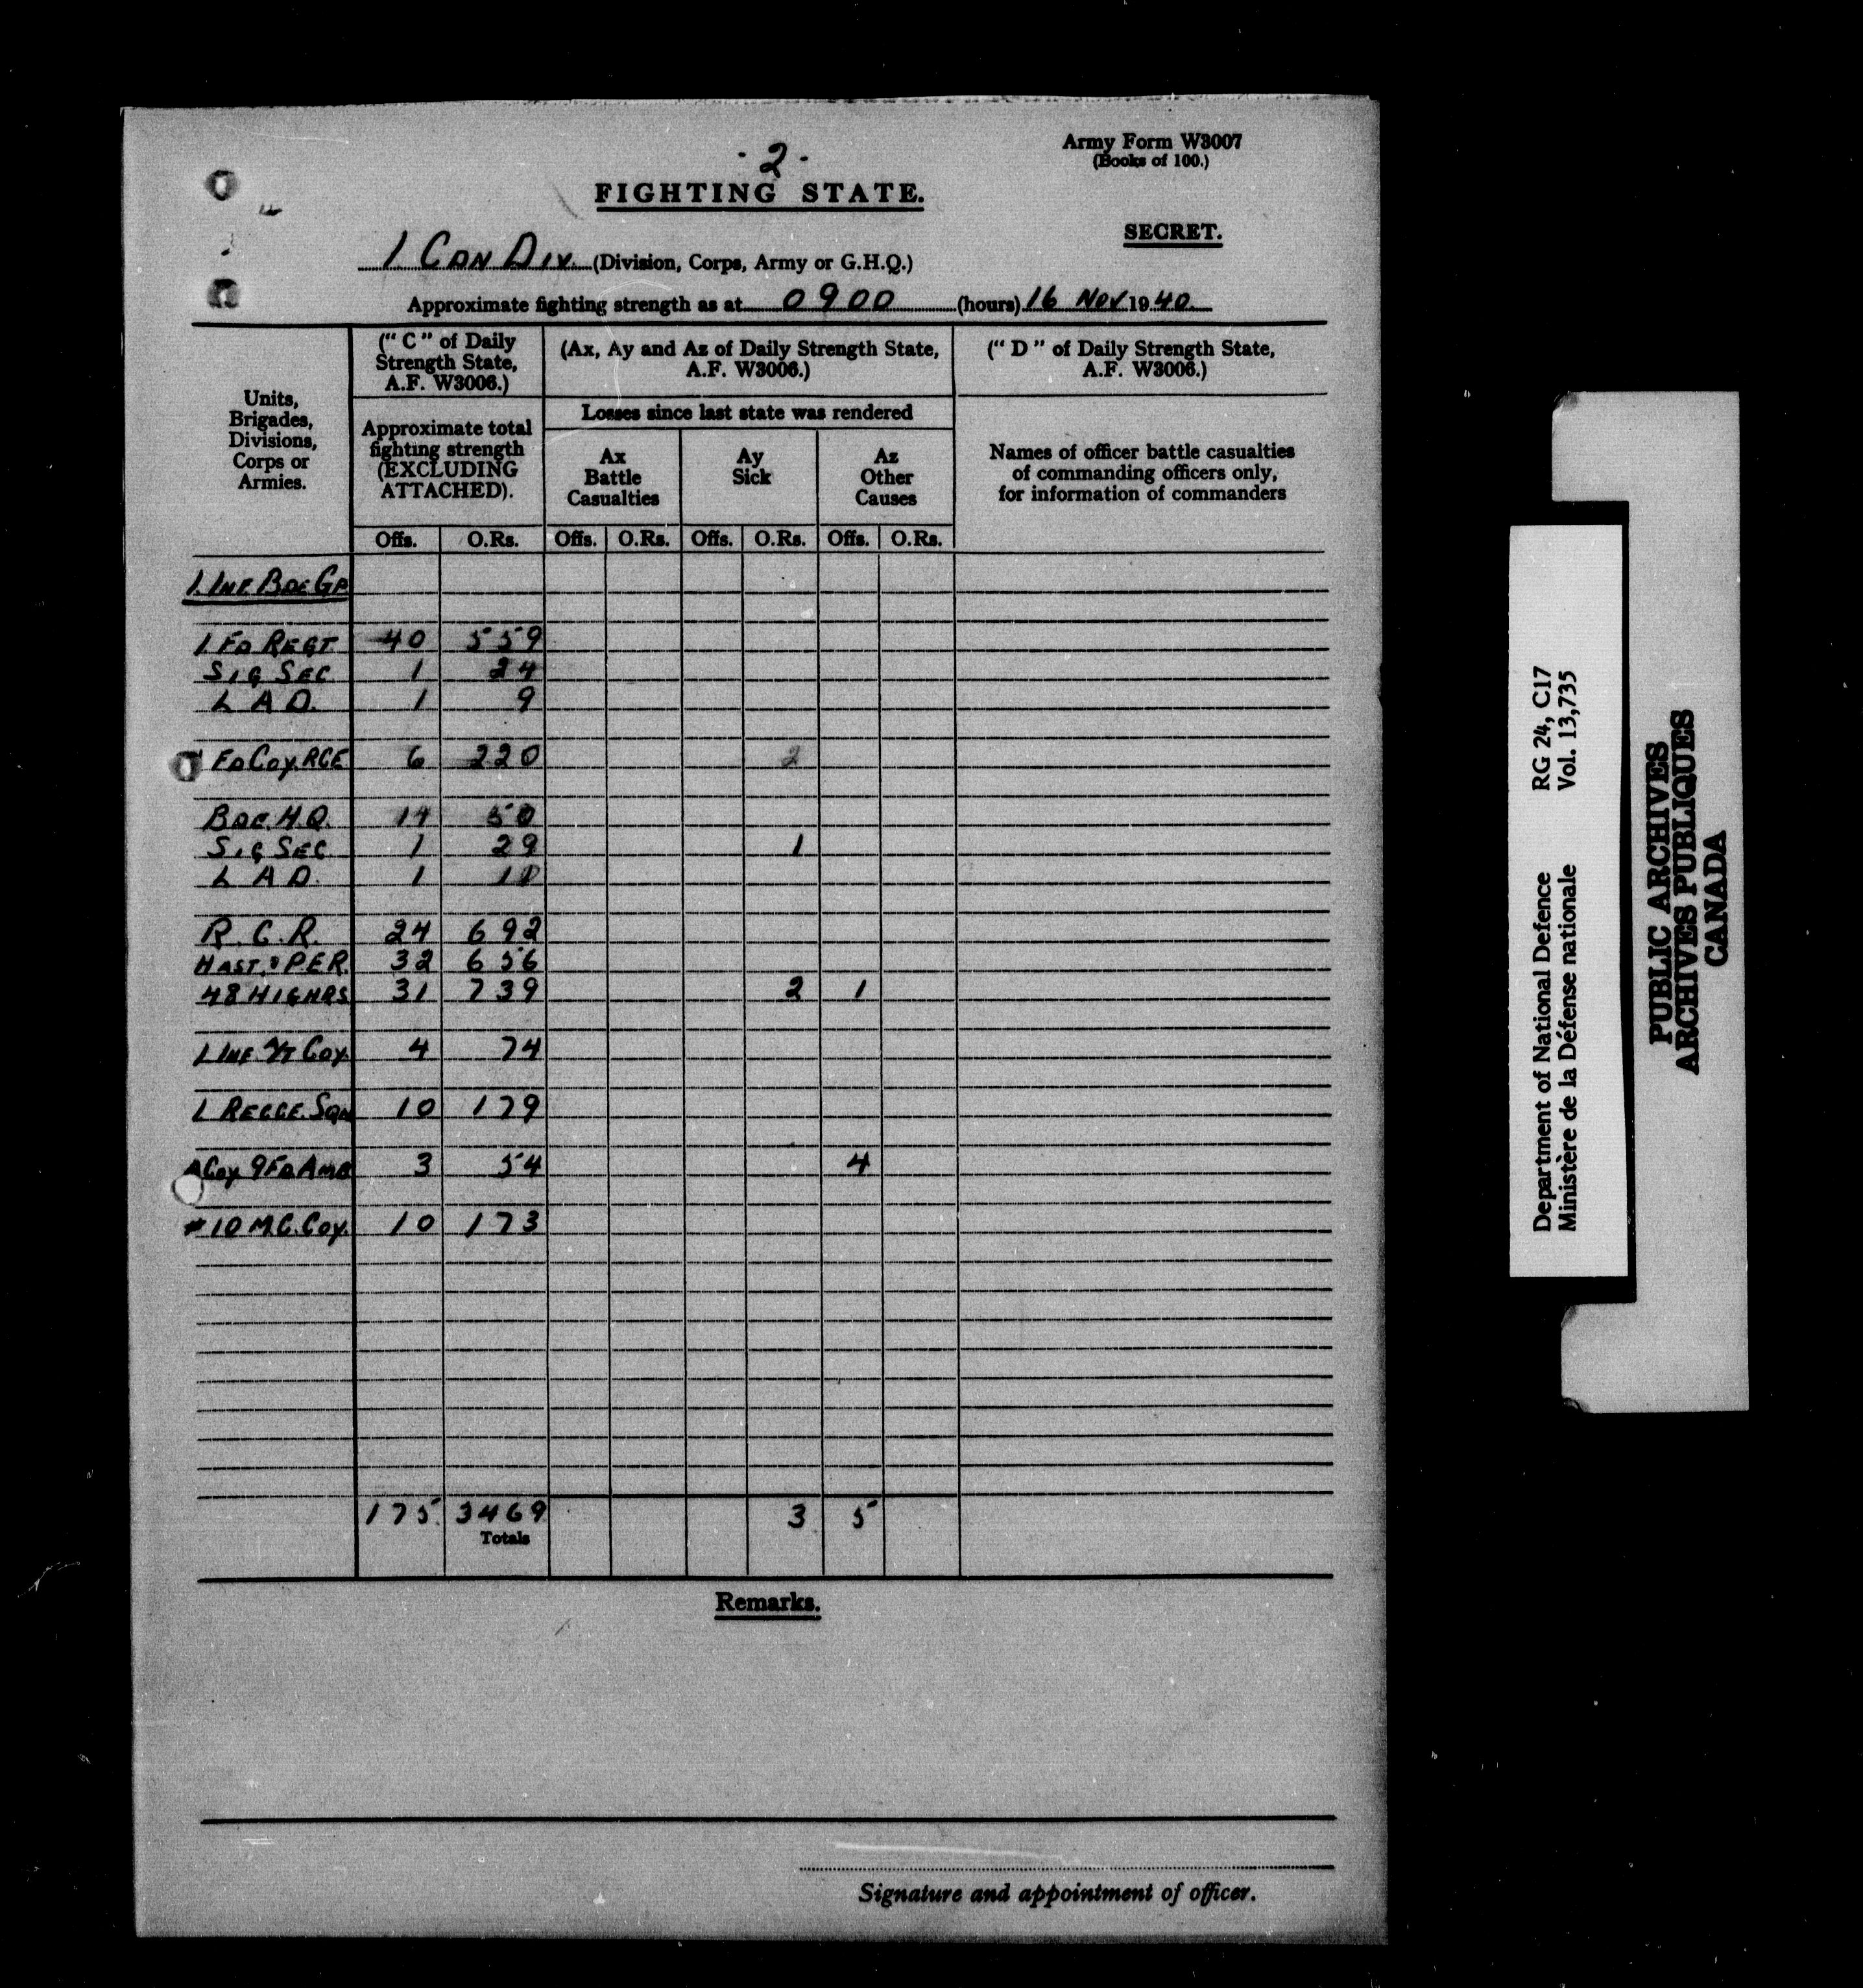 - 2 -
Army Form W3007
(Books of 100.)
FIGHTING STATE.
SECRET.
1 CDN DIV. (Division, Corps, Army or G.H.Q.)
Approximate fighting strength as at 0900 (hours) 16 Nov 1940
Units, Brigades, Divisions, Corps or Armies.
("C" of Daily Strength State, A.F. W3006.)
(Ax, Ay and Az of Daily Strength State, A.F. W3006.)
("D" of Daily Strength State, A.F. W3006.)
Approximate total fighting strength (EXCLUDING ATTACHED).
Losses since last state was rendered
Ax Battle Casualties
Ay Sick
Az Other Causes
Names of officer battle casualties of commanding officers only, for information of commanders
Offs. O.Rs. Offs. O.Rs. Offs. O.Rs. Offs. O.Rs.
1. INF. BDE GP
1 FD REGT 40 559
SIG SEC 1 24
L A D. 1 9
1 FD COY. RCE 6 220 2
BDE. H.Q. 14 50
SIG SEC 1 29 1
L A D. 1
R. C. R. 24 692
HAST. & P.E.R. 32 656
48 HIGHRS 31 739 2 1
1 INF A/T COY. 4 74
1 RECCE. SQN 10 179
A COY 9 FD AMB 3 54 4
#10 M.G. COY. 10 173
175 3469 3 5
Totals
Remarks.
Signature and appointment of officer.
Department of National Defence RG 24, C17
Ministère de la Défense nationale Vol. 13,735
PUBLIC ARCHIVES
ARCHIVES PUBLIQUES
CANADA